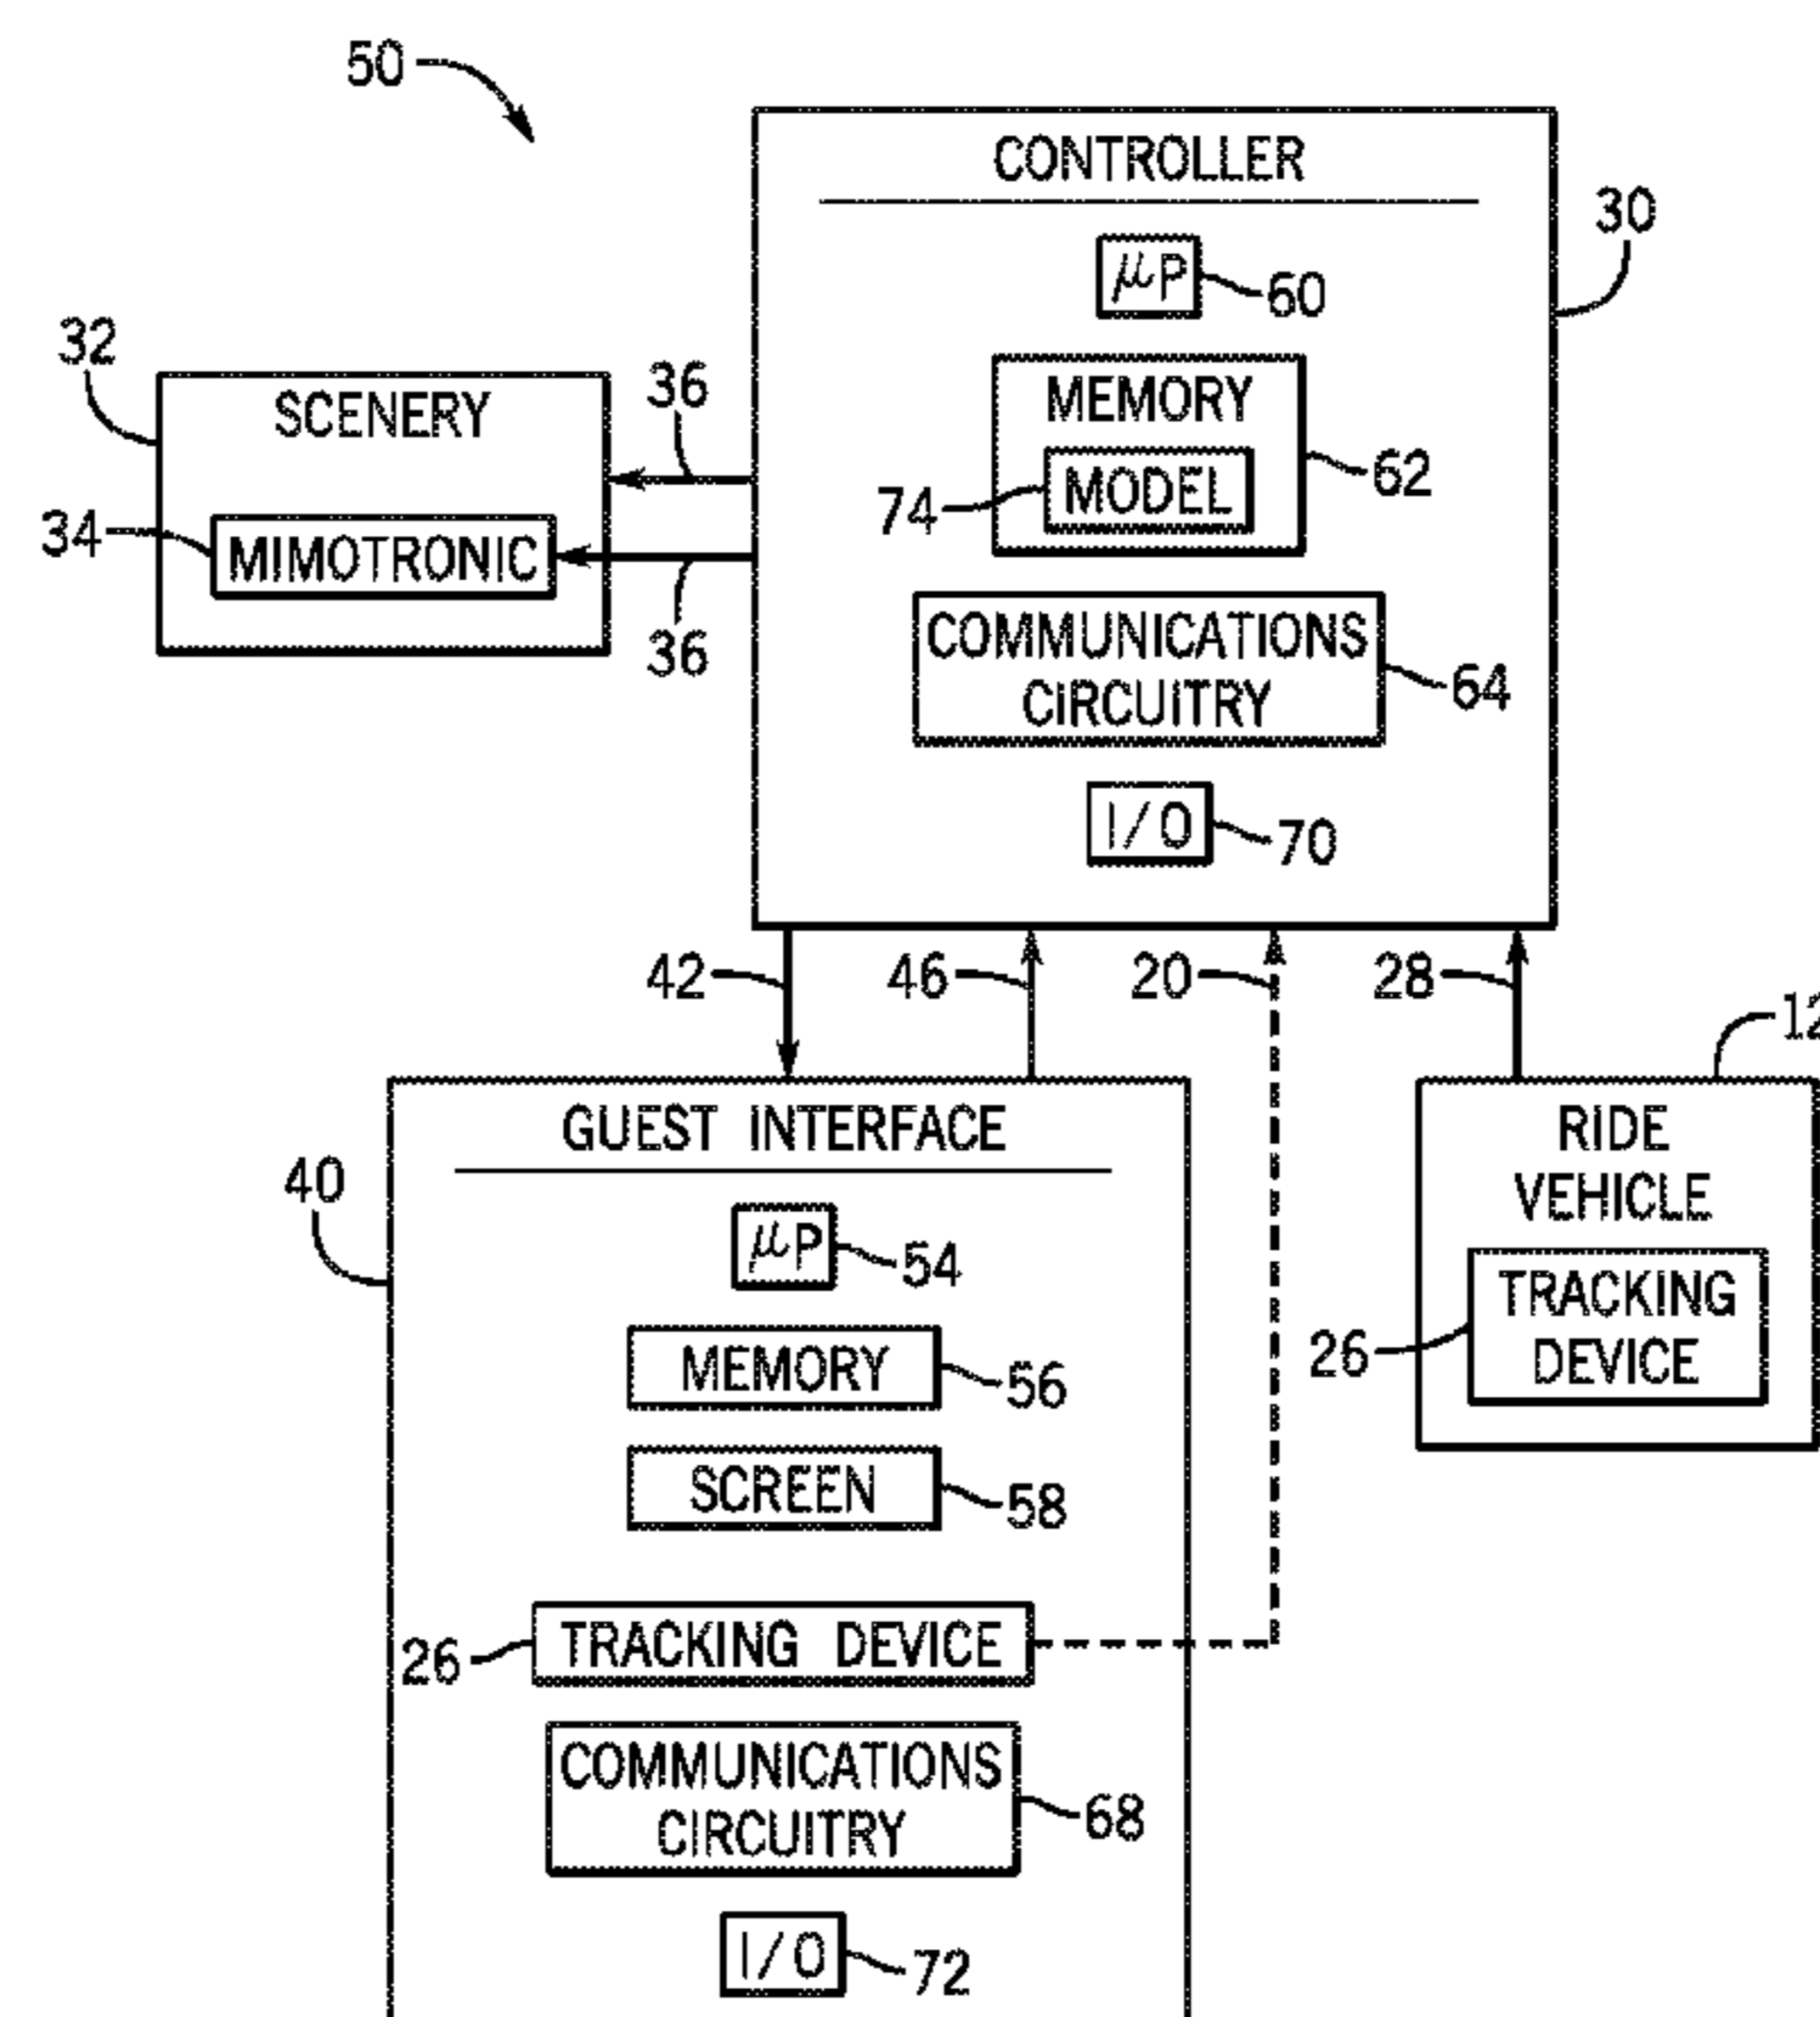 50
CONTROLLER
30
μP
60
32
SCENERY
36
MEMORY
62
74
MODEL
34
MIMOTRONIC
36
COMMUNICATIONS
CIRCUITRY
64
I/O
70
42
46
20
28
12
GUEST INTERFACE
40
μP
54
RIDE
VEHICLE
TRACKING
DEVICE
26
MEMORY
56
SCREEN
58
26
TRACKING DEVICE
COMMUNICATIONS
CIRCUITRY
68
I/O
72